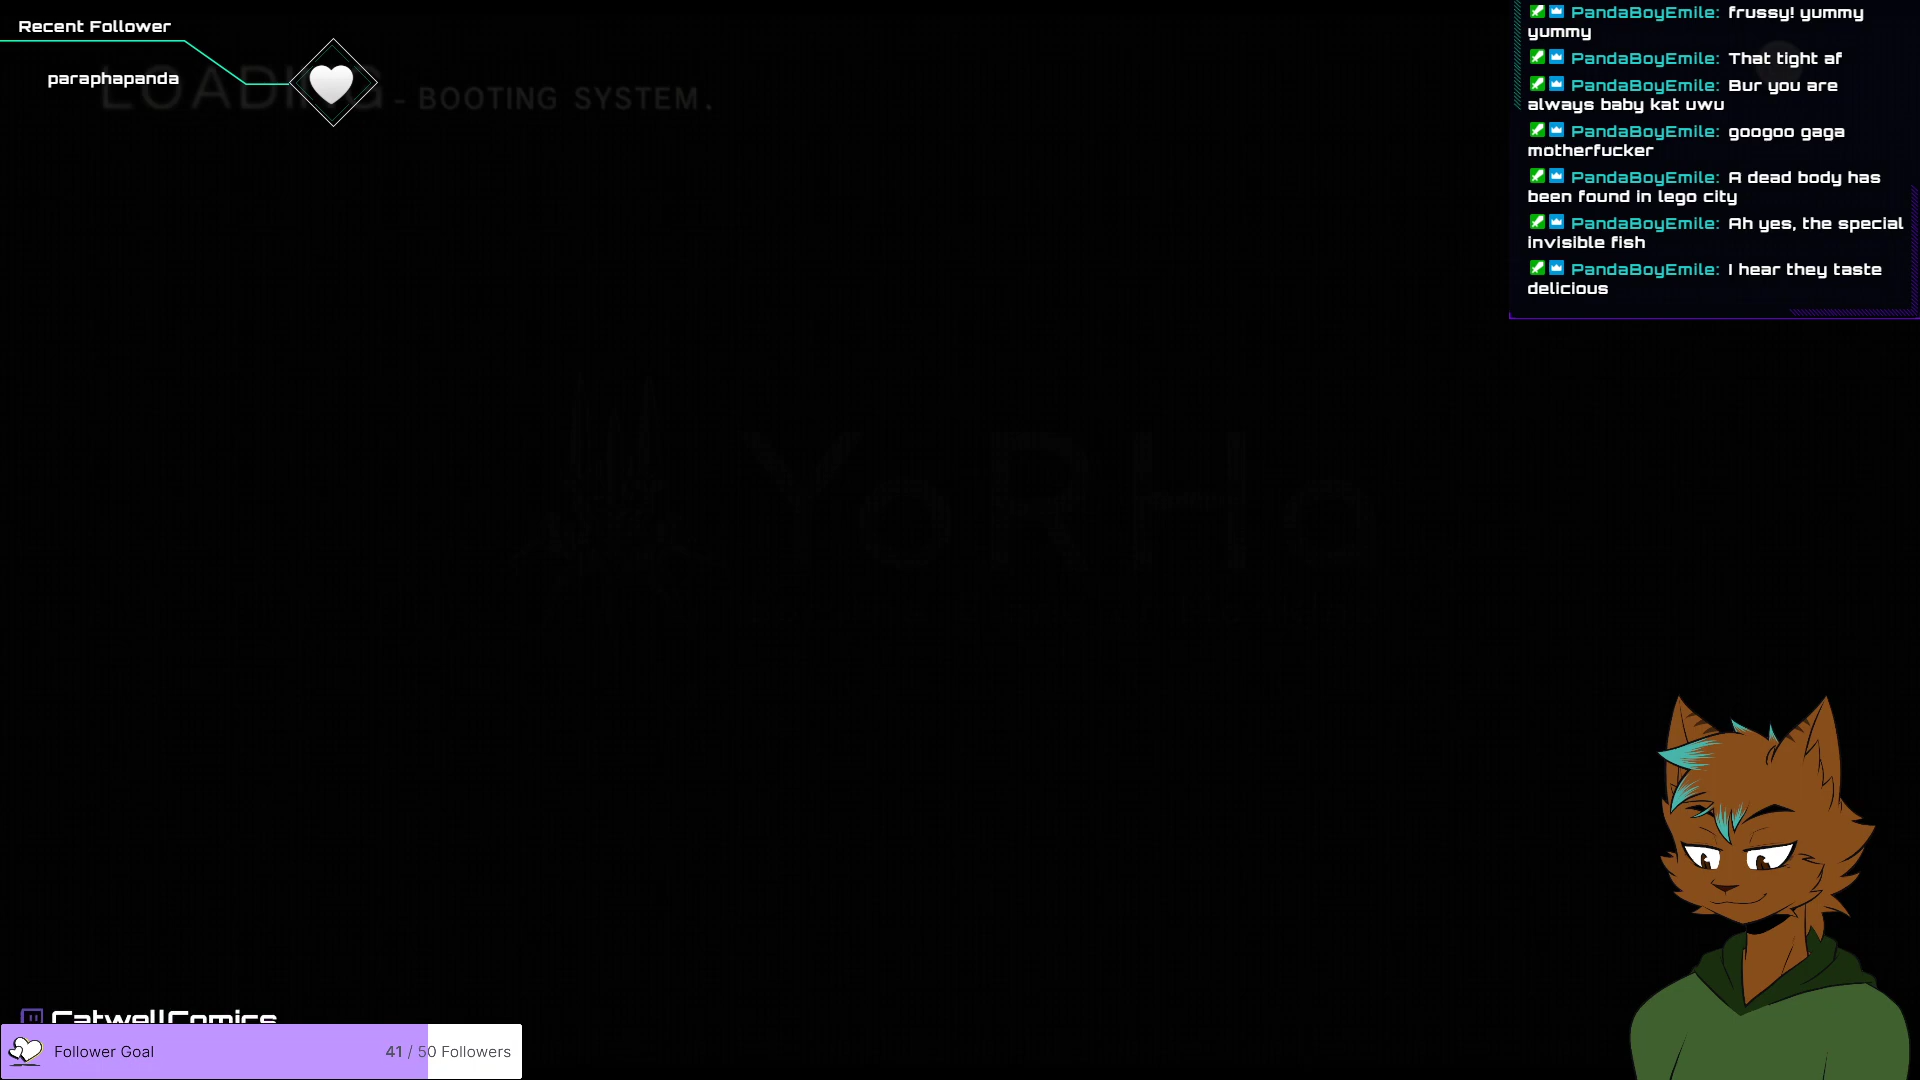 Recent Follower
paraphapanda
LOADING - BOOTING SYSTEM.
PandaBoyEmile: frussy! yummy
yummy
PandaBoyEmile: That tight af
PandaBoyEmile: Bur you are
always baby kat uwu
PandaBoyEmile: googoo gaga
motherfucker
PandaBoyEmile: A dead body has
been found in lego city
PandaBoyEmile: Ah yes, the special
invisible fish
PandaBoyEmile: I hear they taste
delicious
YoRHa
CatwellComics
Follower Goal 41 / 50 Followers